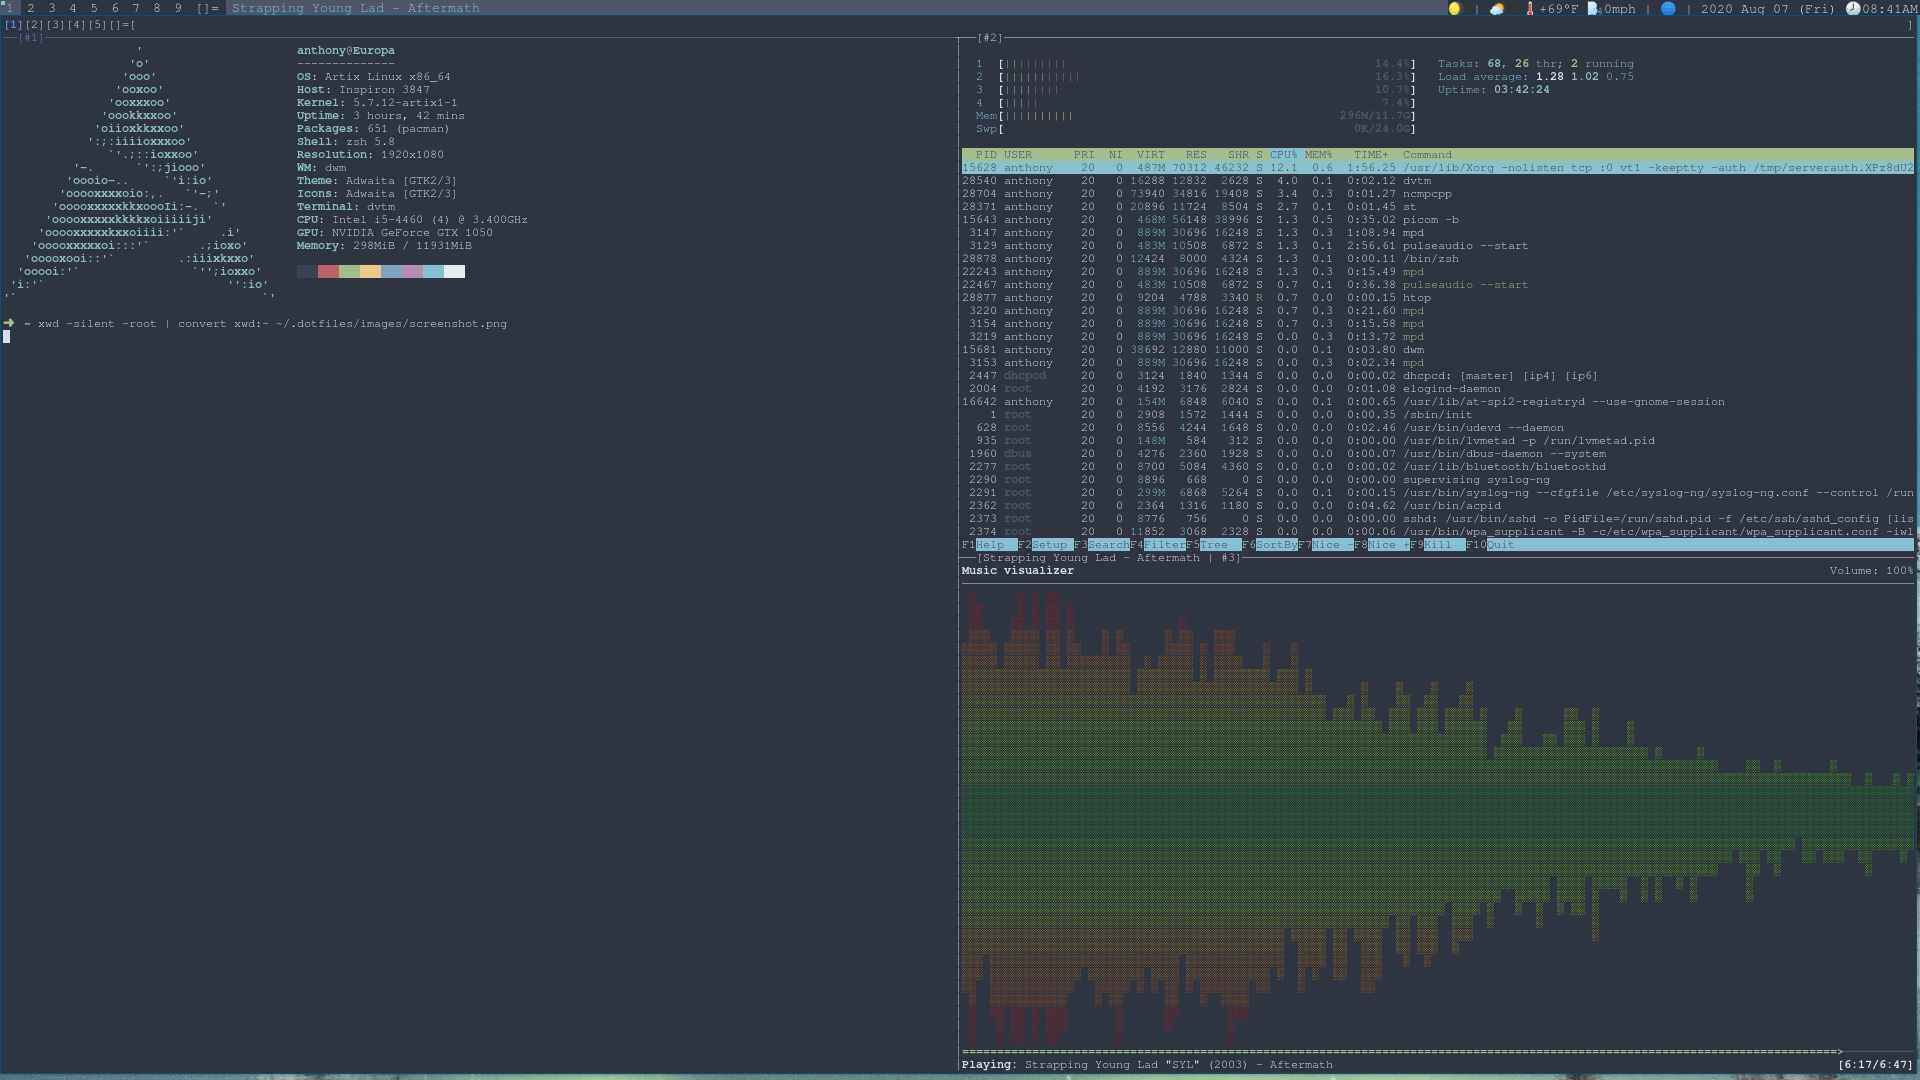 1 2 3 4 5 6 7 8 9 []= Strapping Young Lad - Aftermath | +69°F 0mph | | 2020 Aug 07 (Fri) 08:41AM
[1][2][3][4][5][]=[ ]
[#1]
anthony@Europa
--------------
OS: Artix Linux x86_64
Host: Inspiron 3847
Kernel: 5.7.12-artix1-1
Uptime: 3 hours, 42 mins
Packages: 651 (pacman)
Shell: zsh 5.8
Resolution: 1920x1080
WM: dwm
Theme: Adwaita [GTK2/3]
Icons: Adwaita [GTK2/3]
Terminal: dvtm
CPU: Intel i5-4460 (4) @ 3.400GHz
GPU: NVIDIA GeForce GTX 1050
Memory: 298MiB / 11931MiB
'
'o'
'ooo'
'ooxoo'
'ooxxxoo'
'oookkxxoo'
'oiioxkkxxoo'
':;:iiiioxxxoo'
`'.;::ioxxoo'
'-. `':;jiooo'
'oooio-.. `'i:io'
'ooooxxxxoio:,. `'-;'
'ooooxxxxxkkxoooIi:-. `'
'ooooxxxxxkkkkxoiiiiiji'
'ooooxxxxxkxxoiiii:'` .i'
'ooooxxxxxoi:::'` .;ioxo'
'ooooxooi::'` .:iiixkxxo'
'ooooi:'` `'';ioxxo'
'i:'` '':io'
'` `'
➜ ~ xwd -silent -root | convert xwd:- ~/.dotfiles/images/screenshot.png
[#2]
1 [||||||||| 14.4%] Tasks: 68, 26 thr; 2 running
2 [||||||||||| 16.3%] Load average: 1.28 1.02 0.75
3 [|||||||| 10.7%] Uptime: 03:42:24
4 [||||| 7.4%]
Mem[|||||||||| 296M/11.7G]
Swp[ 0K/24.0G]
PID USER PRI NI VIRT RES SHR S CPU% MEM% TIME+ Command
15628 anthony 20 0 487M 70312 46232 S 12.1 0.6 1:56.25 /usr/lib/Xorg -nolisten tcp :0 vt1 -keeptty -auth /tmp/serverauth.XPz8dU2
28540 anthony 20 0 16288 12832 2628 S 4.0 0.1 0:02.12 dvtm
28704 anthony 20 0 73940 34816 19408 S 3.4 0.3 0:01.27 ncmpcpp
28371 anthony 20 0 20896 11724 8504 S 2.7 0.1 0:01.45 st
15643 anthony 20 0 468M 56148 38996 S 1.3 0.5 0:35.02 picom -b
3147 anthony 20 0 889M 30696 16248 S 1.3 0.3 1:08.94 mpd
3129 anthony 20 0 483M 10508 6872 S 1.3 0.1 2:56.61 pulseaudio --start
28878 anthony 20 0 12424 8000 4324 S 1.3 0.1 0:00.11 /bin/zsh
22243 anthony 20 0 889M 30696 16248 S 1.3 0.3 0:15.49 mpd
22467 anthony 20 0 483M 10508 6872 S 0.7 0.1 0:36.38 pulseaudio --start
28877 anthony 20 0 9204 4788 3340 R 0.7 0.0 0:00.15 htop
3220 anthony 20 0 889M 30696 16248 S 0.7 0.3 0:21.60 mpd
3154 anthony 20 0 889M 30696 16248 S 0.7 0.3 0:15.58 mpd
3219 anthony 20 0 889M 30696 16248 S 0.0 0.3 0:13.72 mpd
15681 anthony 20 0 38692 12880 11000 S 0.0 0.1 0:03.80 dwm
3153 anthony 20 0 889M 30696 16248 S 0.0 0.3 0:02.34 mpd
2447 dhcpcd 20 0 3124 1840 1344 S 0.0 0.0 0:00.02 dhcpcd: [master] [ip4] [ip6]
2004 root 20 0 4192 3176 2824 S 0.0 0.0 0:01.08 elogind-daemon
16642 anthony 20 0 154M 6848 6040 S 0.0 0.1 0:00.65 /usr/lib/at-spi2-registryd --use-gnome-session
1 root 20 0 2908 1572 1444 S 0.0 0.0 0:00.35 /sbin/init
628 root 20 0 8556 4244 1648 S 0.0 0.0 0:02.46 /usr/bin/udevd --daemon
935 root 20 0 148M 584 312 S 0.0 0.0 0:00.00 /usr/bin/lvmetad -p /run/lvmetad.pid
1960 dbus 20 0 4276 2360 1928 S 0.0 0.0 0:00.07 /usr/bin/dbus-daemon --system
2277 root 20 0 8700 5084 4360 S 0.0 0.0 0:00.02 /usr/lib/bluetooth/bluetoothd
2290 root 20 0 8896 668 0 S 0.0 0.0 0:00.00 supervising syslog-ng
2291 root 20 0 299M 6868 5264 S 0.0 0.1 0:00.15 /usr/bin/syslog-ng --cfgfile /etc/syslog-ng/syslog-ng.conf --control /run
2362 root 20 0 2364 1316 1180 S 0.0 0.0 0:04.62 /usr/bin/acpid
2373 root 20 0 8776 756 0 S 0.0 0.0 0:00.00 sshd: /usr/bin/sshd -o PidFile=/run/sshd.pid -f /etc/ssh/sshd_config [lis
2374 root 20 0 11852 3068 2328 S 0.0 0.0 0:00.06 /usr/bin/wpa_supplicant -B -c/etc/wpa_supplicant/wpa_supplicant.conf -iwl
F1Help F2Setup F3SearchF4FilterF5Tree F6SortByF7Nice -F8Nice +F9Kill F10Quit
[Strapping Young Lad - Aftermath | #3]
Music visualizer Volume: 100%
Playing: Strapping Young Lad "SYL" (2003) - Aftermath [6:17/6:47]